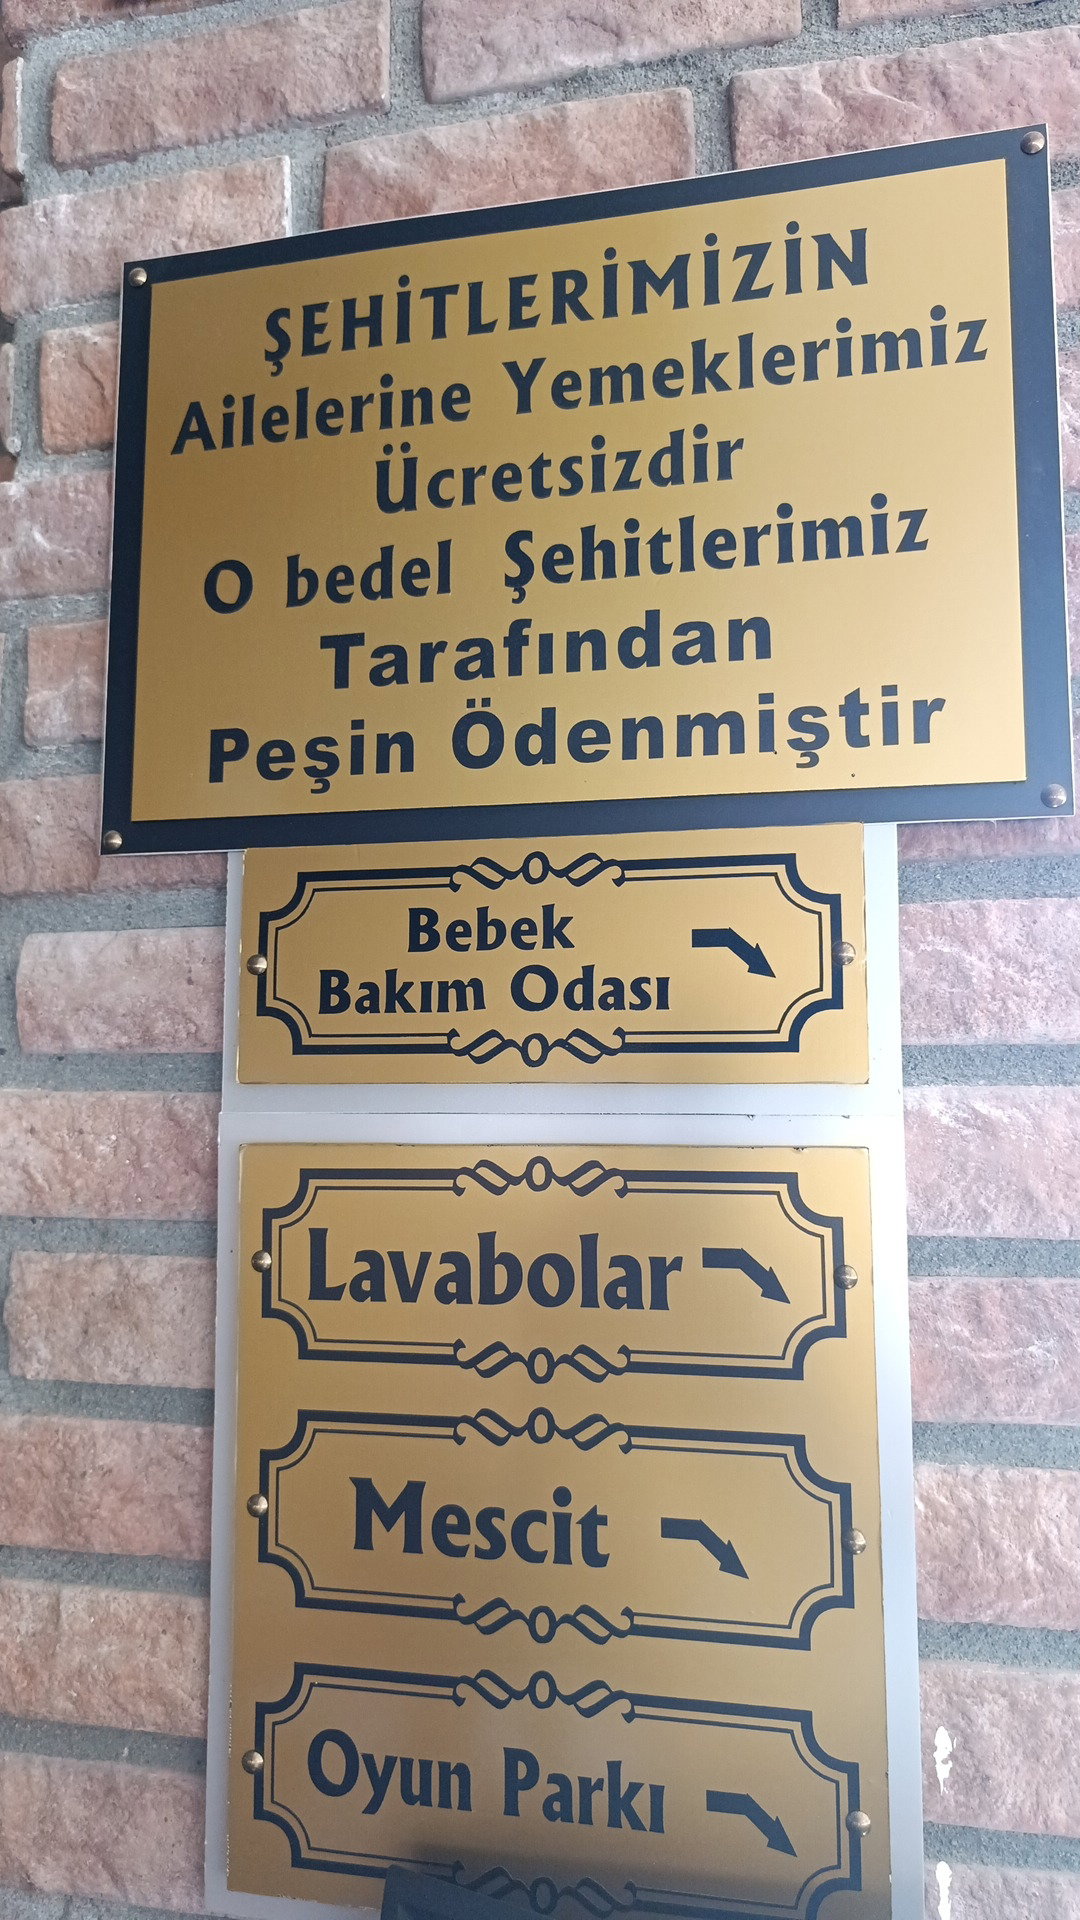 ŞEHİTLERİMİZİN
Ailelerine Yemeklerimiz
Ücretsizdir
O bedel Şehitlerimiz
Tarafından
Peşin Ödenmiştir
Bebek
Bakım Odası
Lavabolar
Mescit
Oyun Parkı